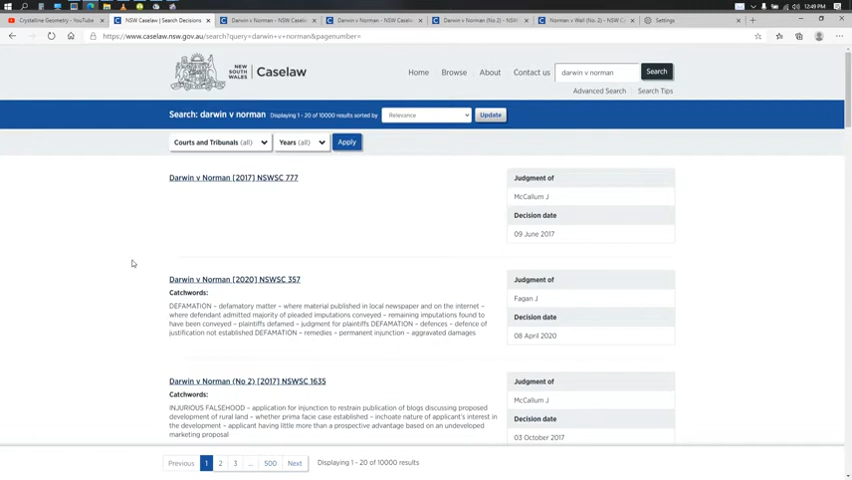 12:49 PM
Crystalline Geometry - YouTube
NSW Caselaw | Search Decisions
Darwin v Norman - NSW Caselaw
Darwin v Norman - NSW Caselaw
Darwin v Norman (No 2) - NSW
Norman v Wall (No. 2) - NSW C
Settings
https://www.caselaw.nsw.gov.au/search?query=darwin+v+norman&pagenumber=
NEW
SOUTH
WALES
Caselaw
Home
Browse
About
Contact us
darwin v norman
Search
Advanced Search
Search Tips
Search: darwin v norman
Displaying 1 - 20 of 10000 results sorted by
Relevance
Update
Courts and Tribunals (all)
Years (all)
Apply
Darwin v Norman [2017] NSWSC 777
Judgment of
McCallum J
Decision date
09 June 2017
Darwin v Norman [2020] NSWSC 357
Catchwords:
DEFAMATION – defamatory matter – where material published in local newspaper and on the internet –
where defendant admitted majority of pleaded imputations conveyed – remaining imputations found to
have been conveyed – plaintiffs defamed – judgment for plaintiffs DEFAMATION – defences – defence of
justification not established DEFAMATION – remedies – permanent injunction – aggravated damages
Judgment of
Fagan J
Decision date
08 April 2020
Darwin v Norman (No 2) [2017] NSWSC 1635
Catchwords:
INJURIOUS FALSEHOOD – application for injunction to restrain publication of blogs discussing proposed
development of rural land – whether prima facie case established – inchoate nature of applicant's interest in
the development – applicant having little more than a prospective advantage based on an undeveloped
marketing proposal
Judgment of
McCallum J
Decision date
03 October 2017
Previous
1
2
3
...
500
Next
Displaying 1 - 20 of 10000 results